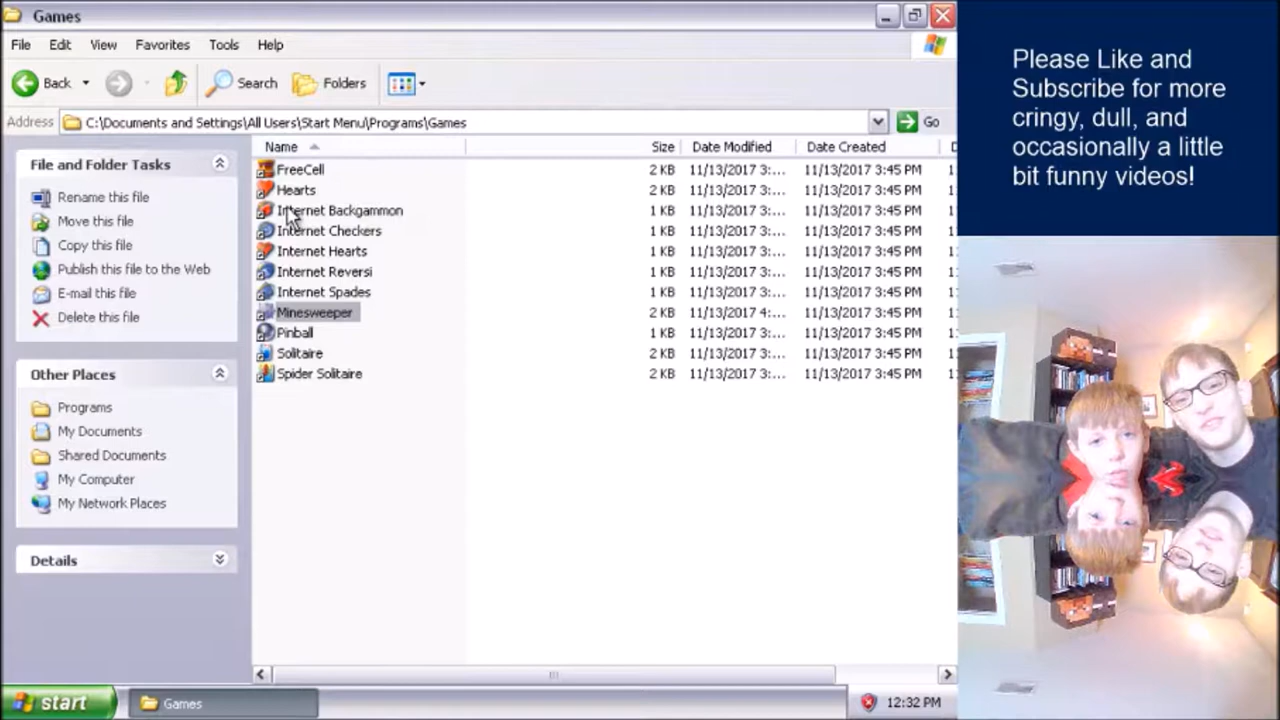 Games
File Edit View Favorites Tools Help
Back Search Folders
Address C:\Documents and Settings\All Users\Start Menu\Programs\Games Go
File and Folder Tasks
Rename this file
Move this file
Copy this file
Publish this file to the Web
E-mail this file
Delete this file
Other Places
Programs
My Documents
Shared Documents
My Computer
My Network Places
Details
Name Size Date Modified Date Created D
FreeCell 2 KB 11/13/2017 3:... 11/13/2017 3:45 PM 1
Hearts 2 KB 11/13/2017 3:... 11/13/2017 3:45 PM 1
Internet Backgammon 1 KB 11/13/2017 3:... 11/13/2017 3:45 PM 1
Internet Checkers 1 KB 11/13/2017 3:... 11/13/2017 3:45 PM 1
Internet Hearts 1 KB 11/13/2017 3:... 11/13/2017 3:45 PM 1
Internet Reversi 1 KB 11/13/2017 3:... 11/13/2017 3:45 PM 1
Internet Spades 1 KB 11/13/2017 3:... 11/13/2017 3:45 PM 1
Minesweeper 2 KB 11/13/2017 4:... 11/13/2017 3:45 PM 1
Pinball 1 KB 11/13/2017 3:... 11/13/2017 3:45 PM 1
Solitaire 2 KB 11/13/2017 3:... 11/13/2017 3:45 PM 1
Spider Solitaire 2 KB 11/13/2017 3:... 11/13/2017 3:45 PM 1
start Games 12:32 PM
Please Like and
Subscribe for more
cringy, dull, and
occasionally a little
bit funny videos!